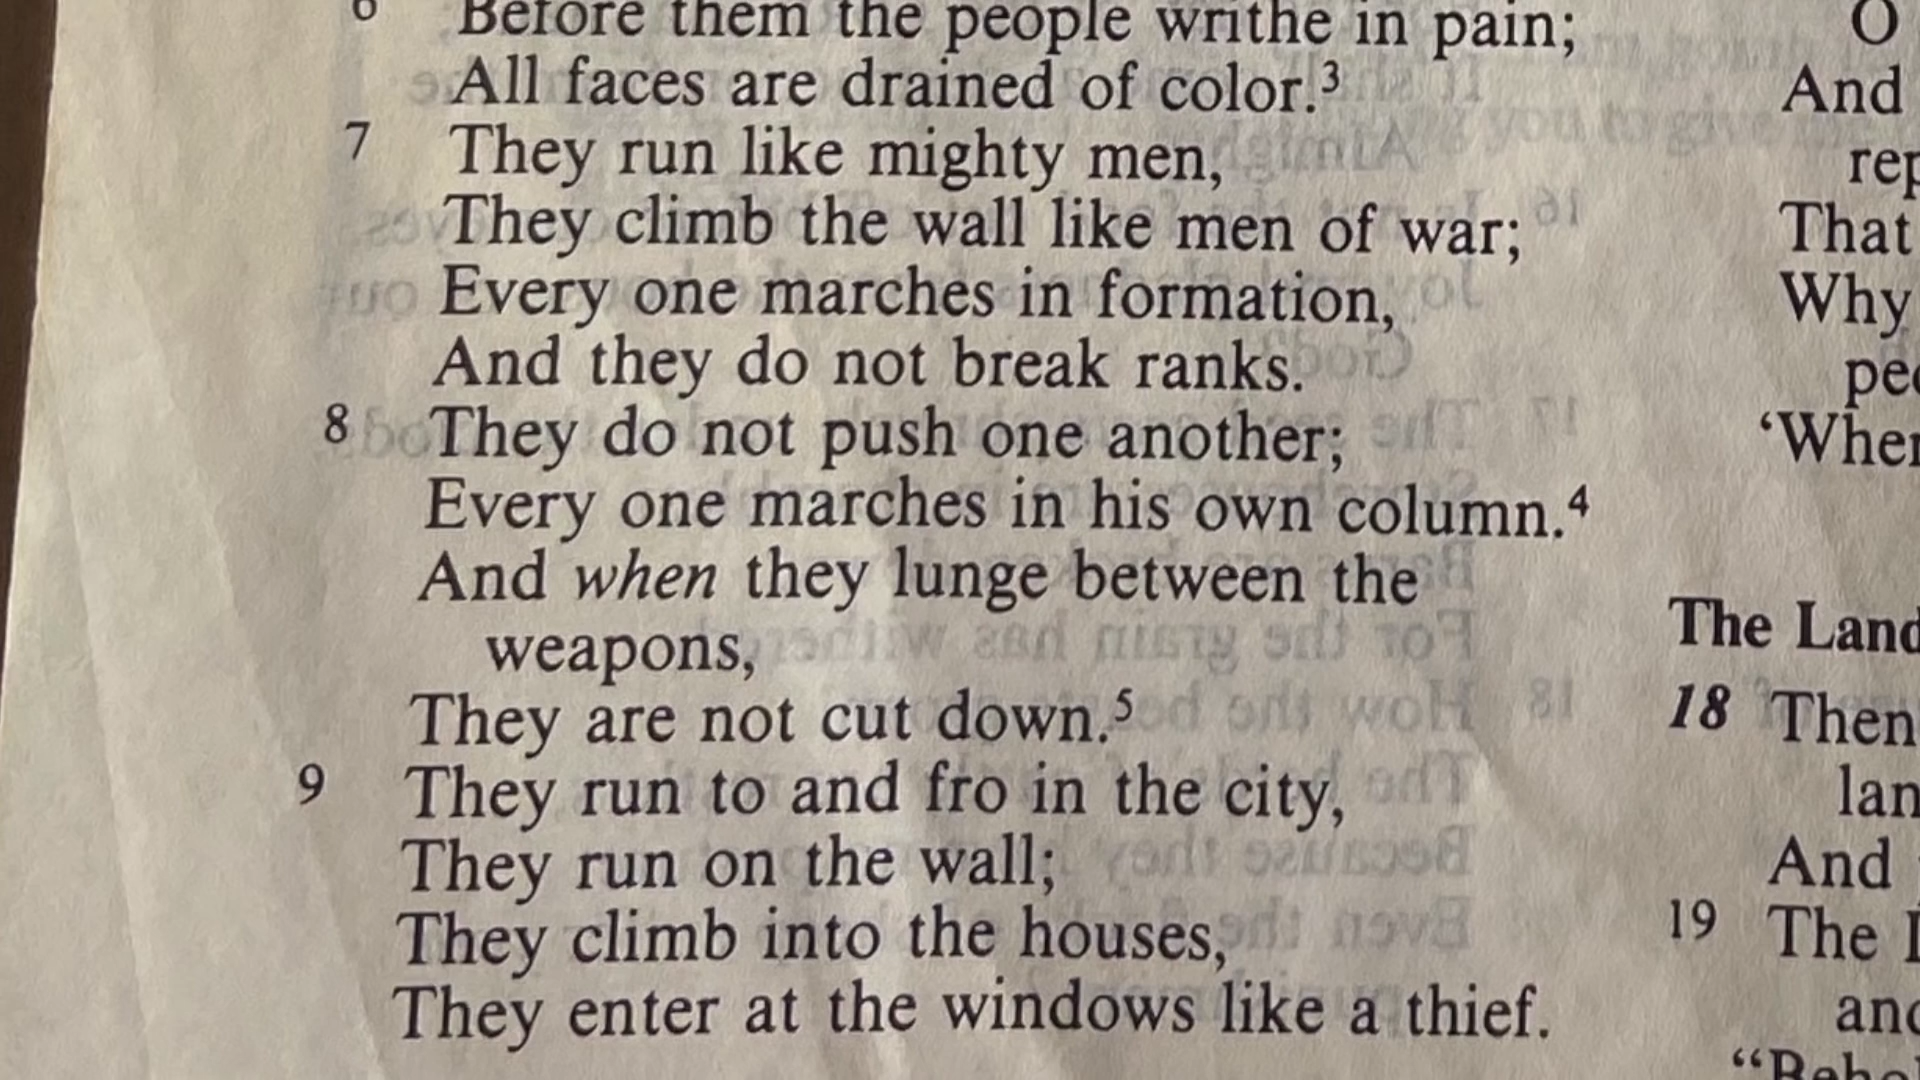 6 Before them the people writhe in pain;
All faces are drained of color.³
7 They run like mighty men,
They climb the wall like men of war;
Every one marches in formation,
And they do not break ranks.
8 They do not push one another;
Every one marches in his own column.⁴
And when they lunge between the
weapons,
They are not cut down.⁵
9 They run to and fro in the city,
They run on the wall;
They climb into the houses,
They enter at the windows like a thief.
O
And
That
Why
The Land
18 Then
And
19 The